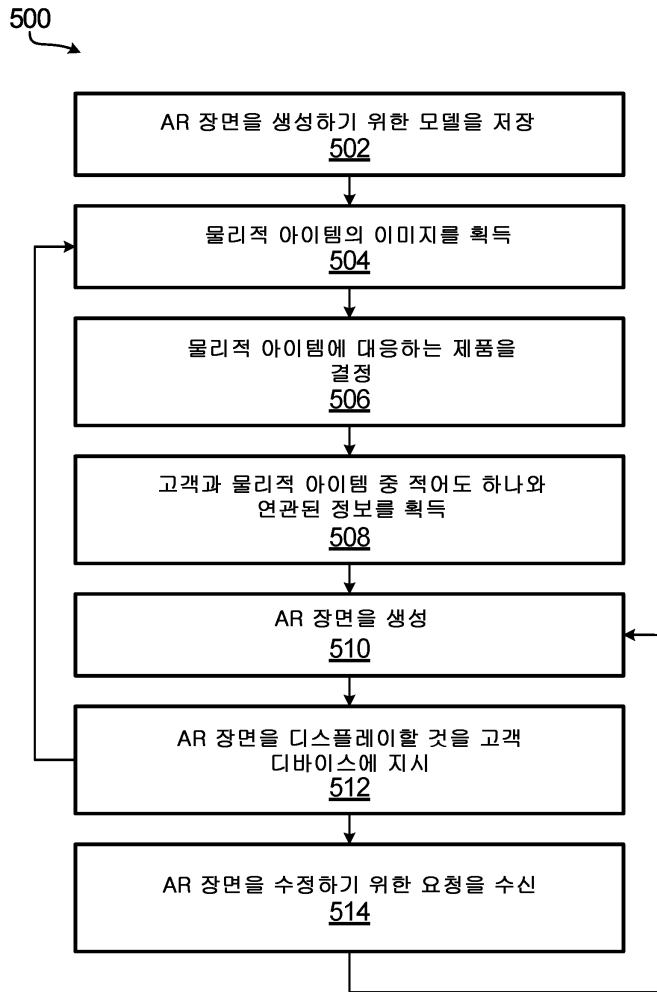 500
AR 장면을 생성하기 위한 모델을 저장
502
물리적 아이템의 이미지를 획득
504
물리적 아이템에 대응하는 제품을
결정
506
고객과 물리적 아이템 중 적어도 하나와
연관된 정보를 획득
508
AR 장면을 생성
510
AR 장면을 디스플레이할 것을 고객
디바이스에 지시
512
AR 장면을 수정하기 위한 요청을 수신
514